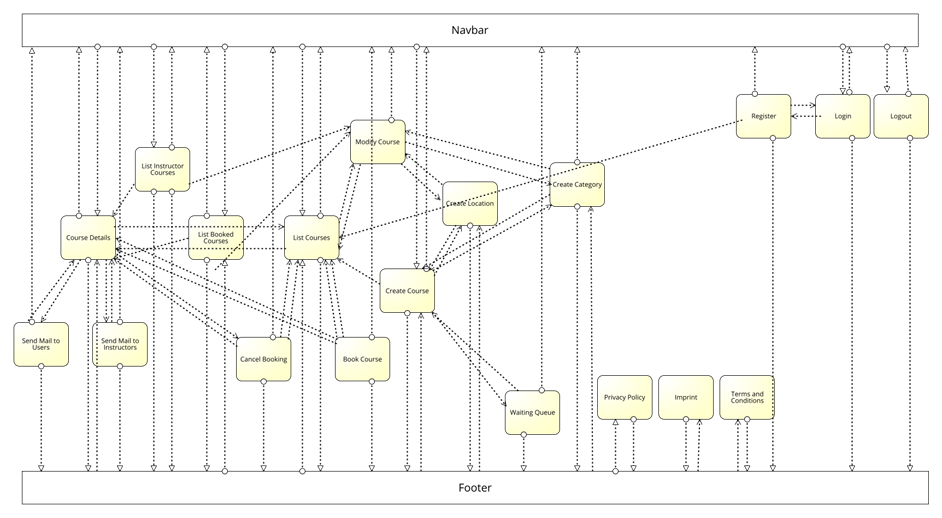 Navbar
Register
Login
Logout
Modify Course
List Instructor
Courses
Create Category
Create Location
Course Details
List Booked
Courses
List Courses
Create Course
Send Mail to
Users
Send Mail to
Instructors
Cancel Booking
Book Course
Waiting Queue
Privacy Policy
Imprint
Terms and
Conditions
Footer